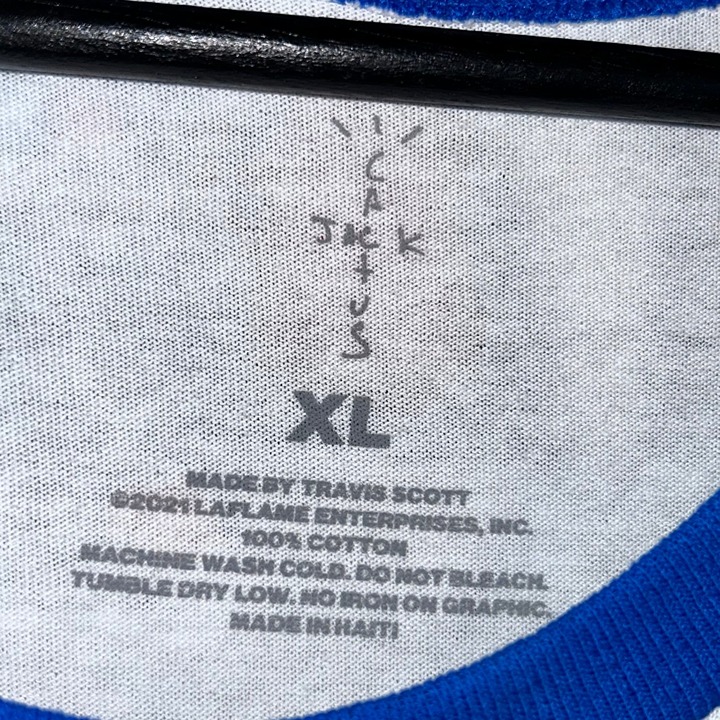 CACTUS
JACK
XL
MADE BY TRAVIS SCOTT
©2021 LAFLAME ENTERPRISES, INC.
100% COTTON
MACHINE WASH COLD. DO NOT BLEACH.
TUMBLE DRY LOW. NO IRON ON GRAPHIC.
MADE IN HAITI